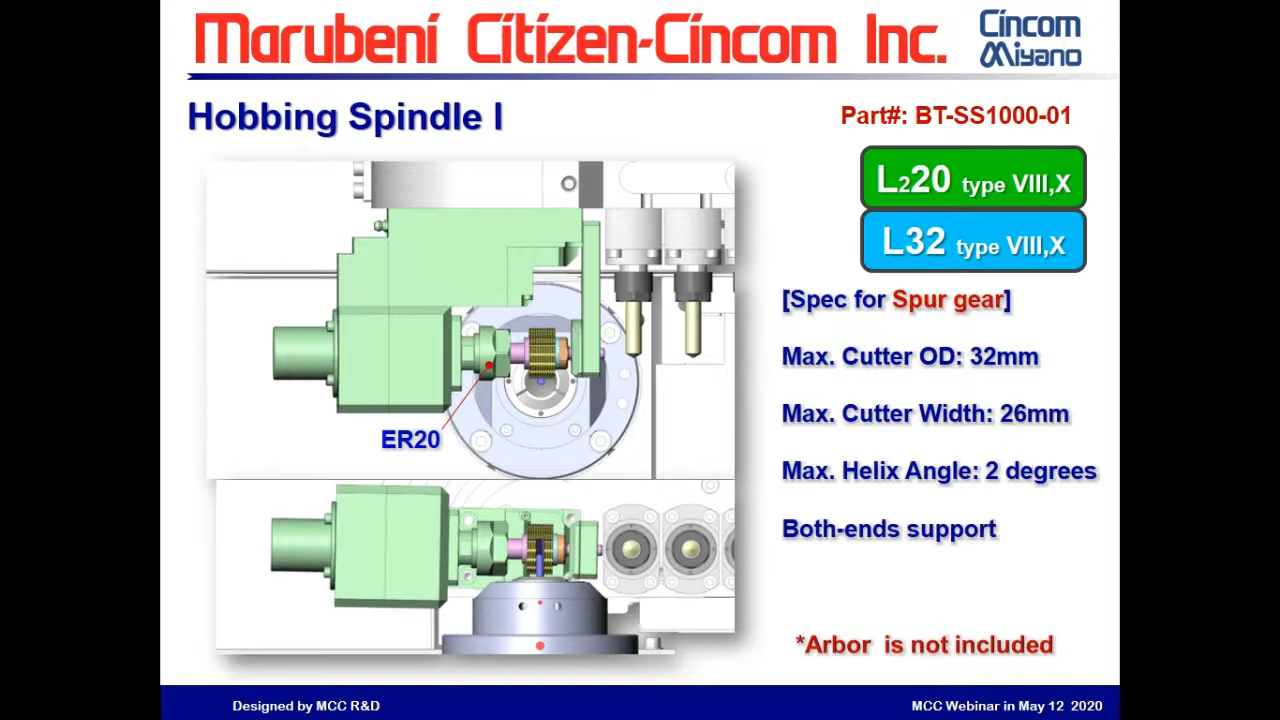 Marubeni Citizen-Cincom Inc.
Cincom
Miyano
Hobbing Spindle I
Part#: BT-SS1000-01
L220 type VIII,X
L32 type VIII,X
[Spec for Spur gear]
Max. Cutter OD: 32mm
Max. Cutter Width: 26mm
ER20
Max. Helix Angle: 2 degrees
Both-ends support
*Arbor is not included
Designed by MCC R&D
MCC Webinar in May 12 2020